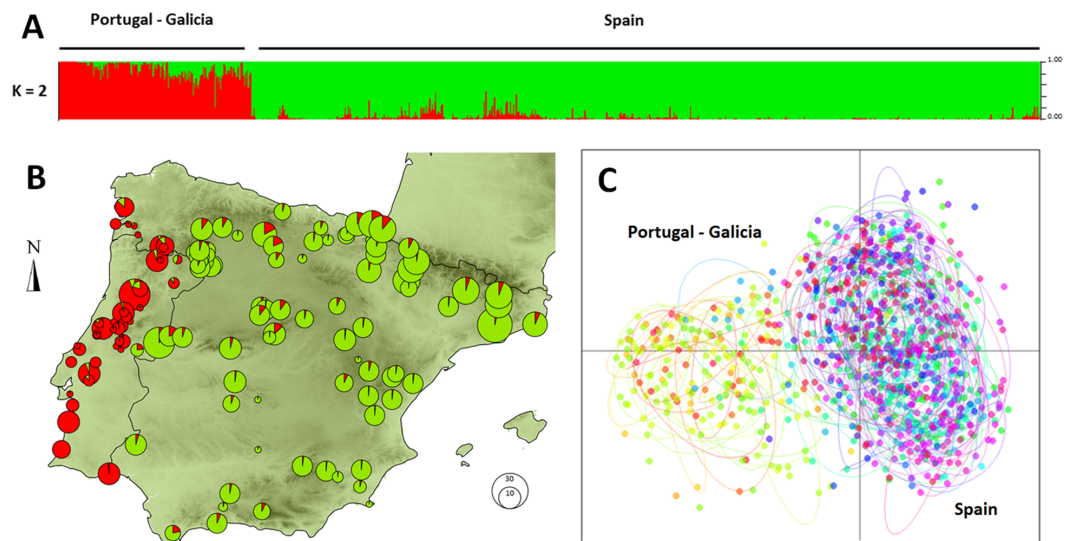 A
Portugal - Galicia
Spain
K = 2
1.00
0.00
B
N
30
10
C
Portugal - Galicia
Spain